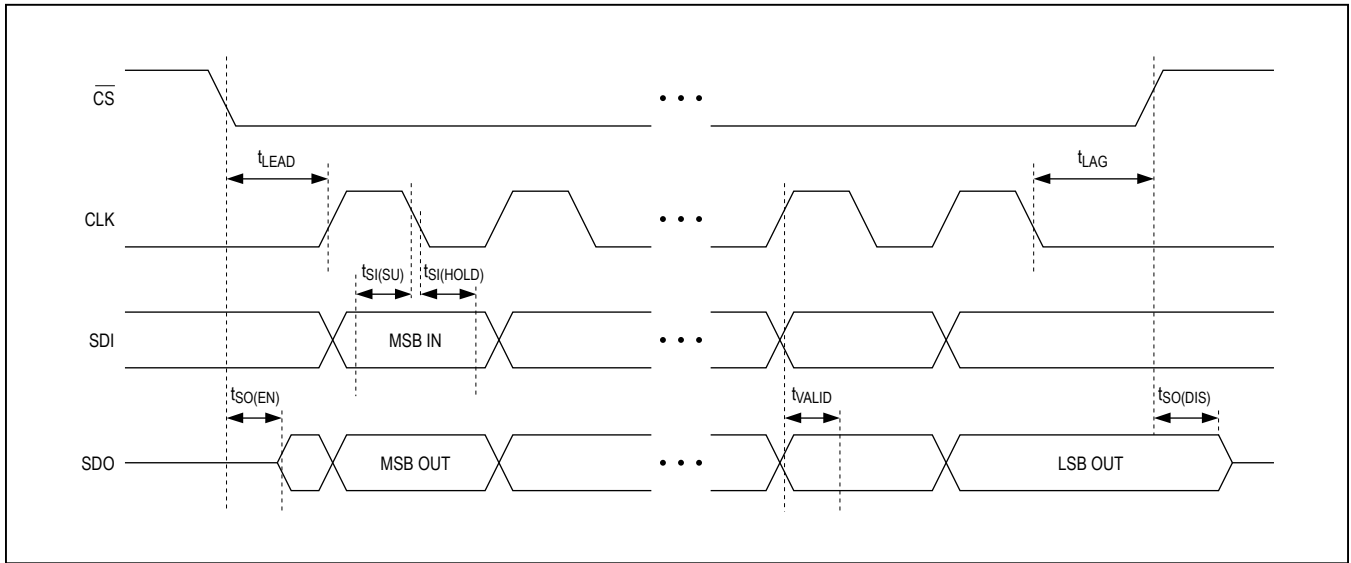 CS
tLEAD
tLAG
CLK
tSI(SU)
tSI(HOLD)
SDI
MSB IN
tSO(EN)
tVALID
tSO(DIS)
SDO
MSB OUT
LSB OUT